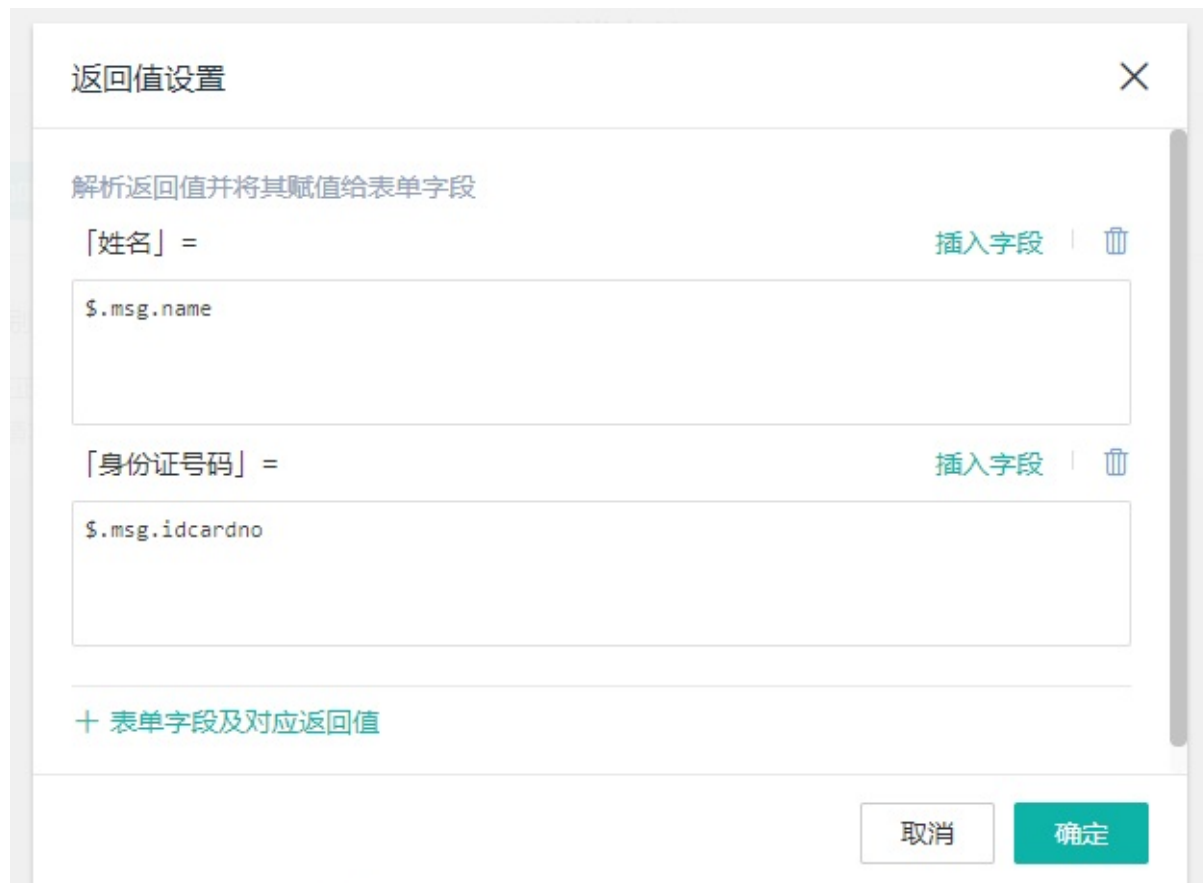 返回值设置
解析返回值并将其赋值给表单字段
「姓名」=
插入字段
$.msg.name
「身份证号码」=
插入字段
$.msg.idcardno
+ 表单字段及对应返回值
取消
确定